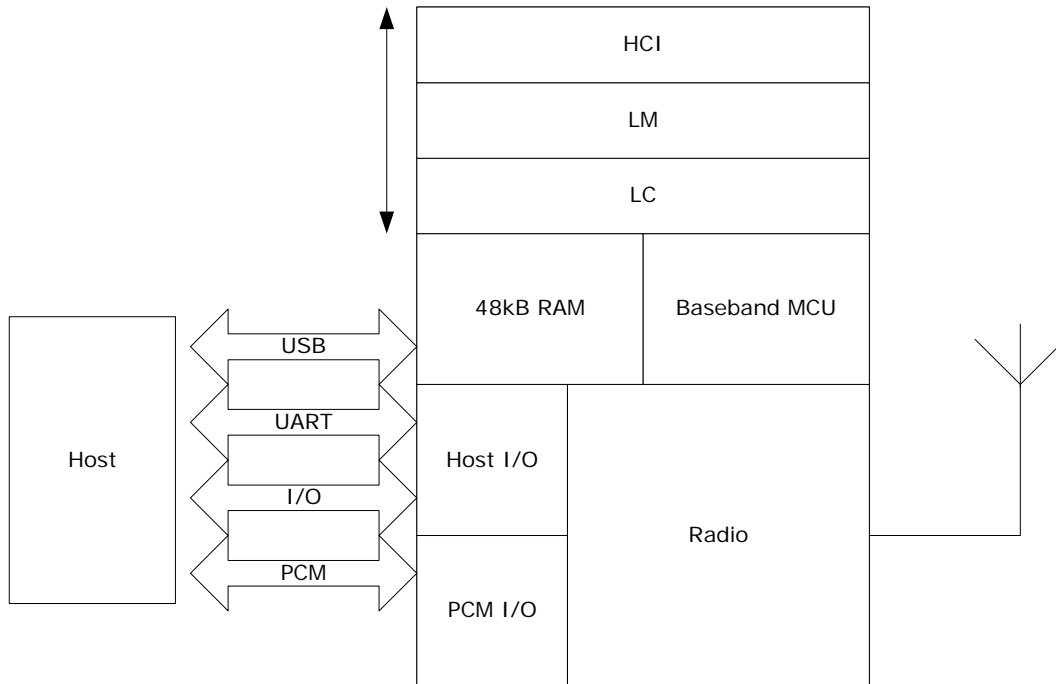 HCI
LM
LC
48kB RAM
Baseband MCU
USB
UART
Host
Host I/O
I/O
Radio
PCM
PCM I/O